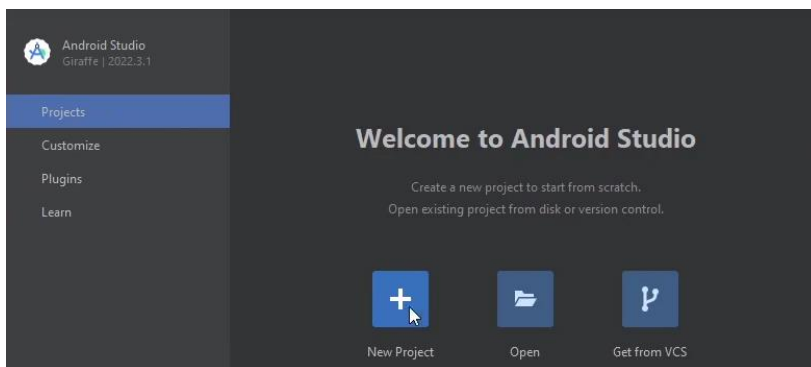 Android Studio
Giraffe | 2022.3.1
Projects
Customize
Plugins
Learn
Welcome to Android Studio
Create a new project to start from scratch.
Open existing project from disk or version control.
New Project
Open
Get from VCS